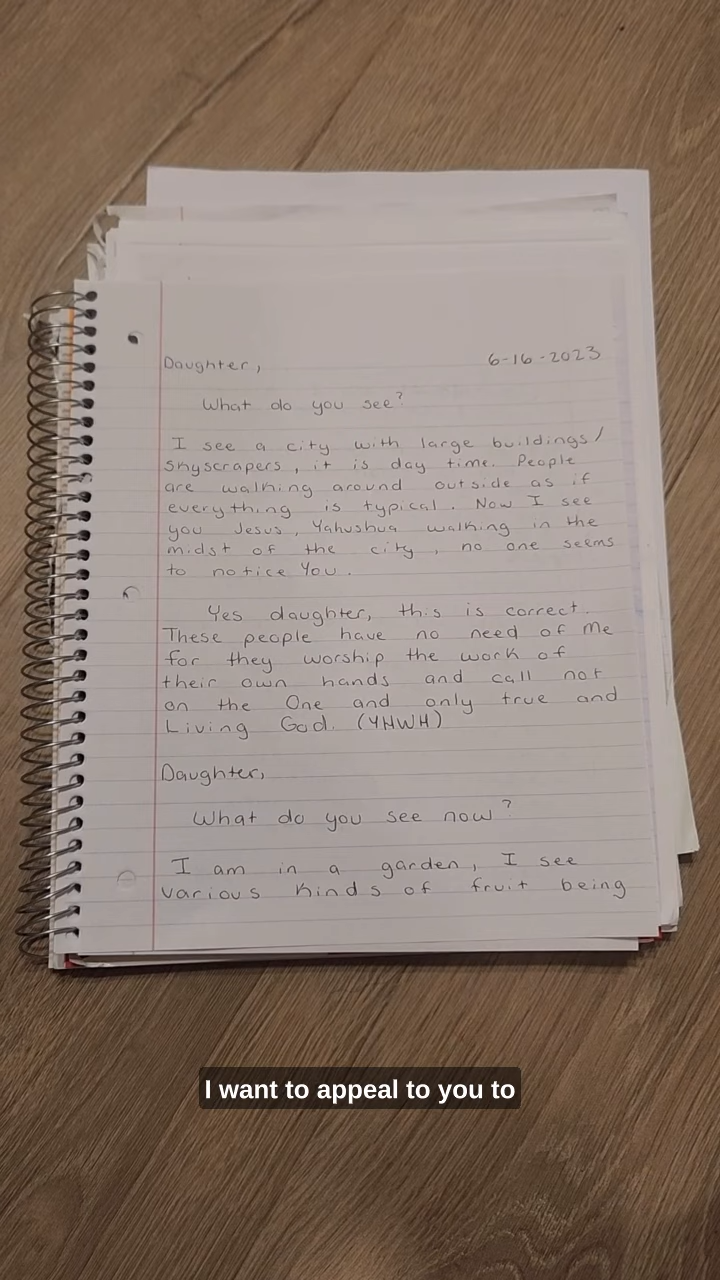 Daughter, 6-16-2023
What do you see?
I see a city with large buildings/
skyscrapers, it is day time. People
are walking around outside as if
everything is typical. Now I see
you Jesus, Yahushua walking in the
midst of the city, no one seems
to notice You.
Yes daughter, this is correct.
These people have no need of Me
for they worship the work of
their own hands and call not
on the One and only true and
Living God. (YHWH)
Daughter,
What do you see now?
I am in a garden, I see
various kinds of fruit being
I want to appeal to you to